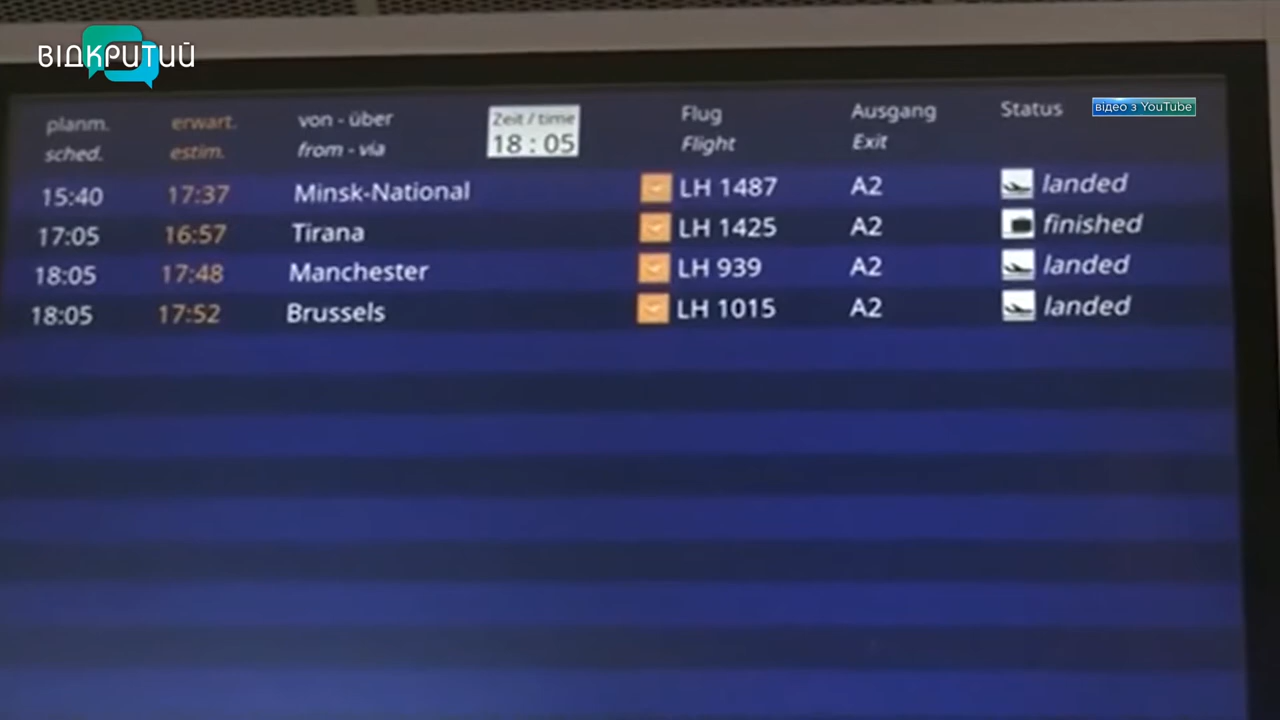 ВІДКРИТИЙ
відео з YouTube
planm. erwart. von - über Zeit / time Flug Ausgang Status
sched. estim. from - via 18 : 05 Flight Exit
15:40 17:37 Minsk-National LH 1487 A2 landed
17:05 16:57 Tirana LH 1425 A2 finished
18:05 17:48 Manchester LH 939 A2 landed
18:05 17:52 Brussels LH 1015 A2 landed